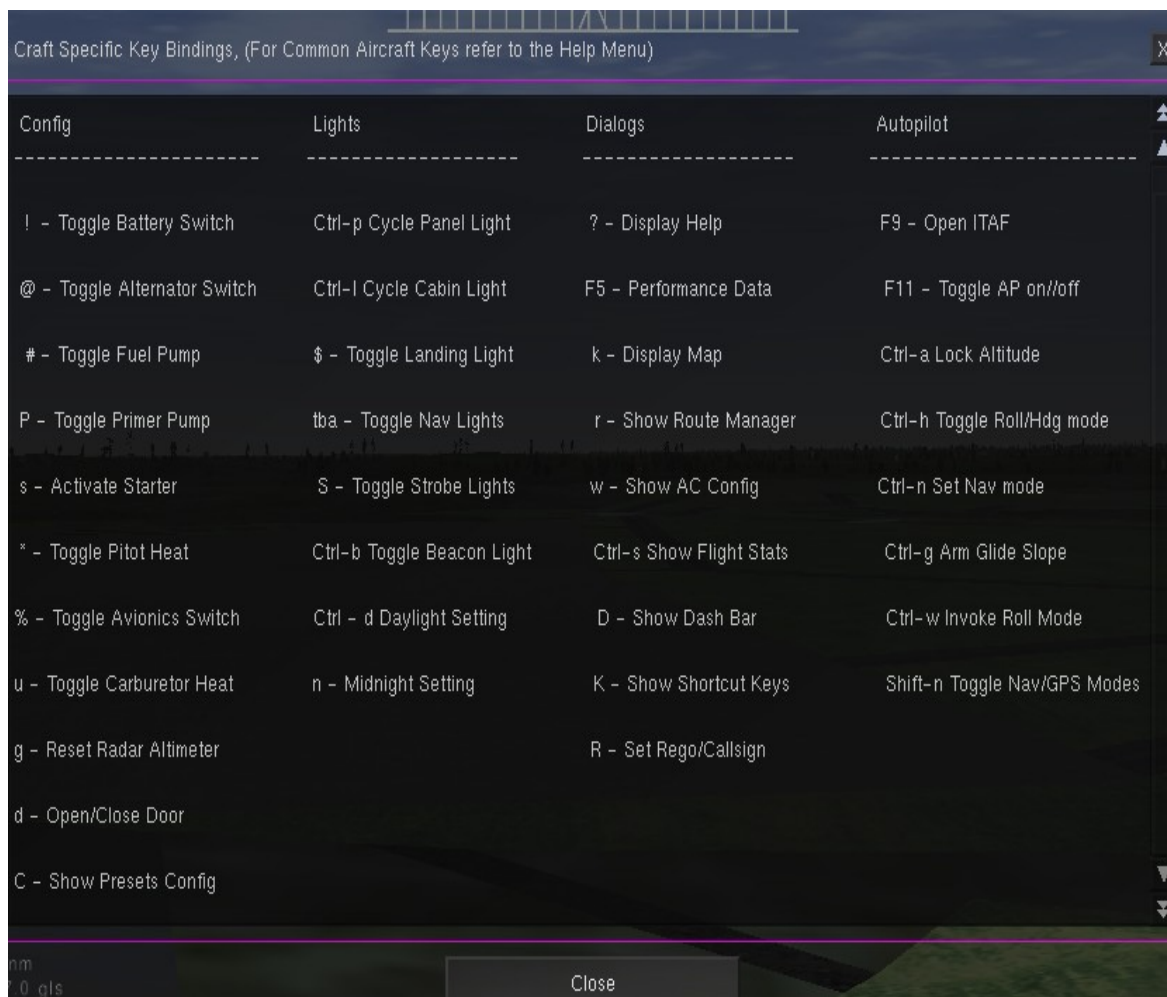 Craft Specific Key Bindings, (For Common Aircraft Keys refer to the Help Menu)
X
Config
Lights
Dialogs
Autopilot
! - Toggle Battery Switch
Ctrl-p Cycle Panel Light
? - Display Help
F9 - Open ITAF
@ - Toggle Alternator Switch
Ctrl-l Cycle Cabin Light
F5 - Performance Data
F11 - Toggle AP on//off
# - Toggle Fuel Pump
$ - Toggle Landing Light
k - Display Map
Ctrl-a Lock Altitude
P - Toggle Primer Pump
tba - Toggle Nav Lights
r - Show Route Manager
Ctrl-h Toggle Roll/Hdg mode
s - Activate Starter
S - Toggle Strobe Lights
w - Show AC Config
Ctrl-n Set Nav mode
* - Toggle Pitot Heat
Ctrl-b Toggle Beacon Light
Ctrl-s Show Flight Stats
Ctrl-g Arm Glide Slope
% - Toggle Avionics Switch
Ctrl - d Daylight Setting
D - Show Dash Bar
Ctrl-w Invoke Roll Mode
u - Toggle Carburetor Heat
n - Midnight Setting
K - Show Shortcut Keys
Shift-n Toggle Nav/GPS Modes
g - Reset Radar Altimeter
R - Set Rego/Callsign
d - Open/Close Door
C - Show Presets Config
nm
.0 gls
Close